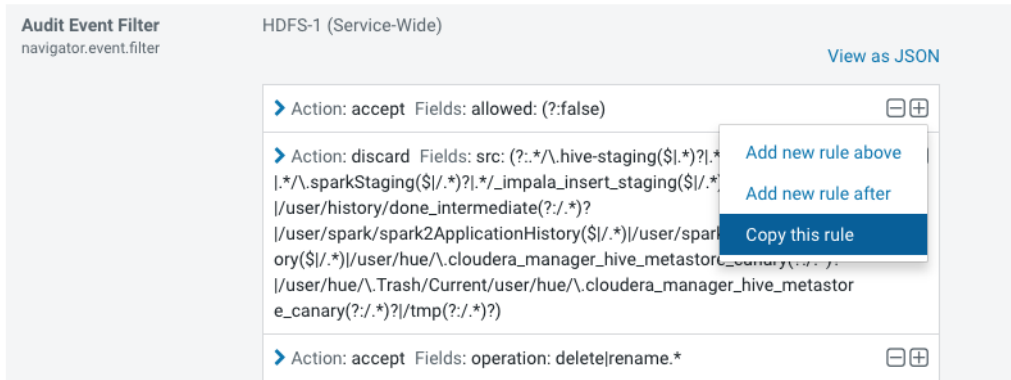 Audit Event Filter
navigator.event.filter
HDFS-1 (Service-Wide)
View as JSON
Action: accept Fields: allowed: (?:false)
Add new rule above
Add new rule after
Copy this rule
Action: discard Fields: src: (?:.*/\.hive-staging($|.*)?|.*
|.*/\.sparkStaging($|/.*)?|.*/_impala_insert_staging($|/.*)
|/user/history/done_intermediate(?:/.*)?
|/user/spark/spark2ApplicationHistory($|/.*)|/user/spark
ory($|/.*)|/user/hue/\.cloudera_manager_hive_metastore_canary(?:/.*)?
|/user/hue/\.Trash/Current/user/hue/\.cloudera_manager_hive_metastor
e_canary(?:/.*)?|/tmp(?:/.*)?)
Action: accept Fields: operation: delete|rename.*